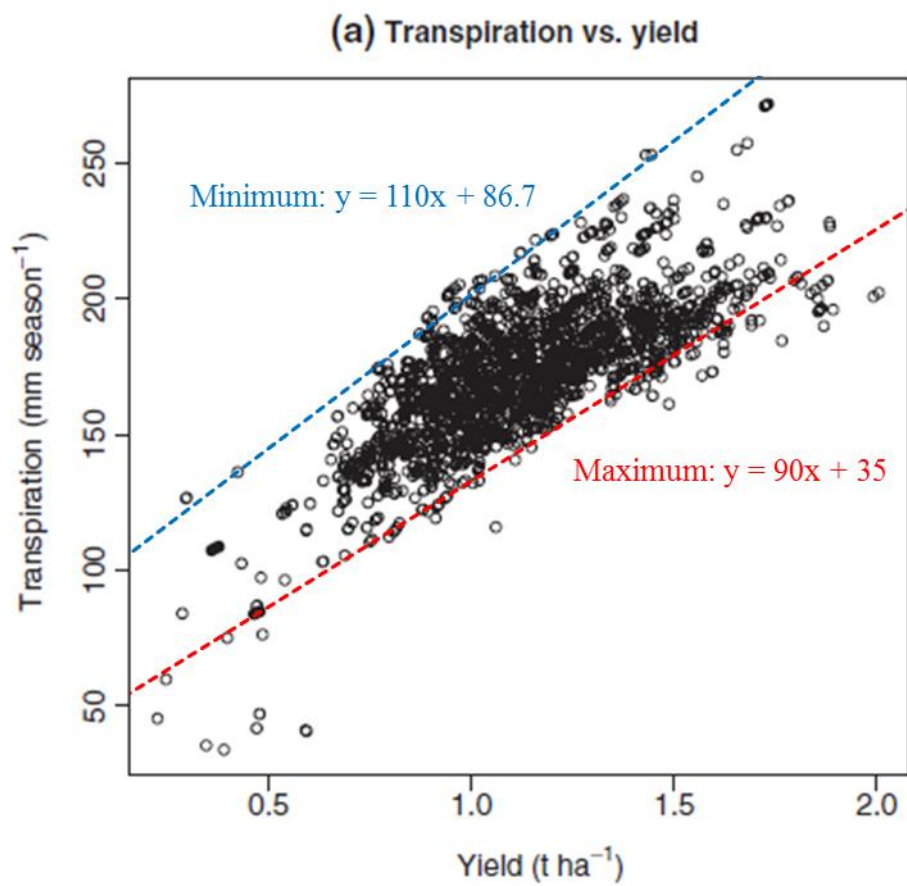 (a) Transpiration vs. yield
250
200
150
100
50
Transpiration (mm season⁻¹)
Minimum: y = 110x + 86.7
Maximum: y = 90x + 35
0.5 1.0 1.5 2.0
Yield (t ha⁻¹)